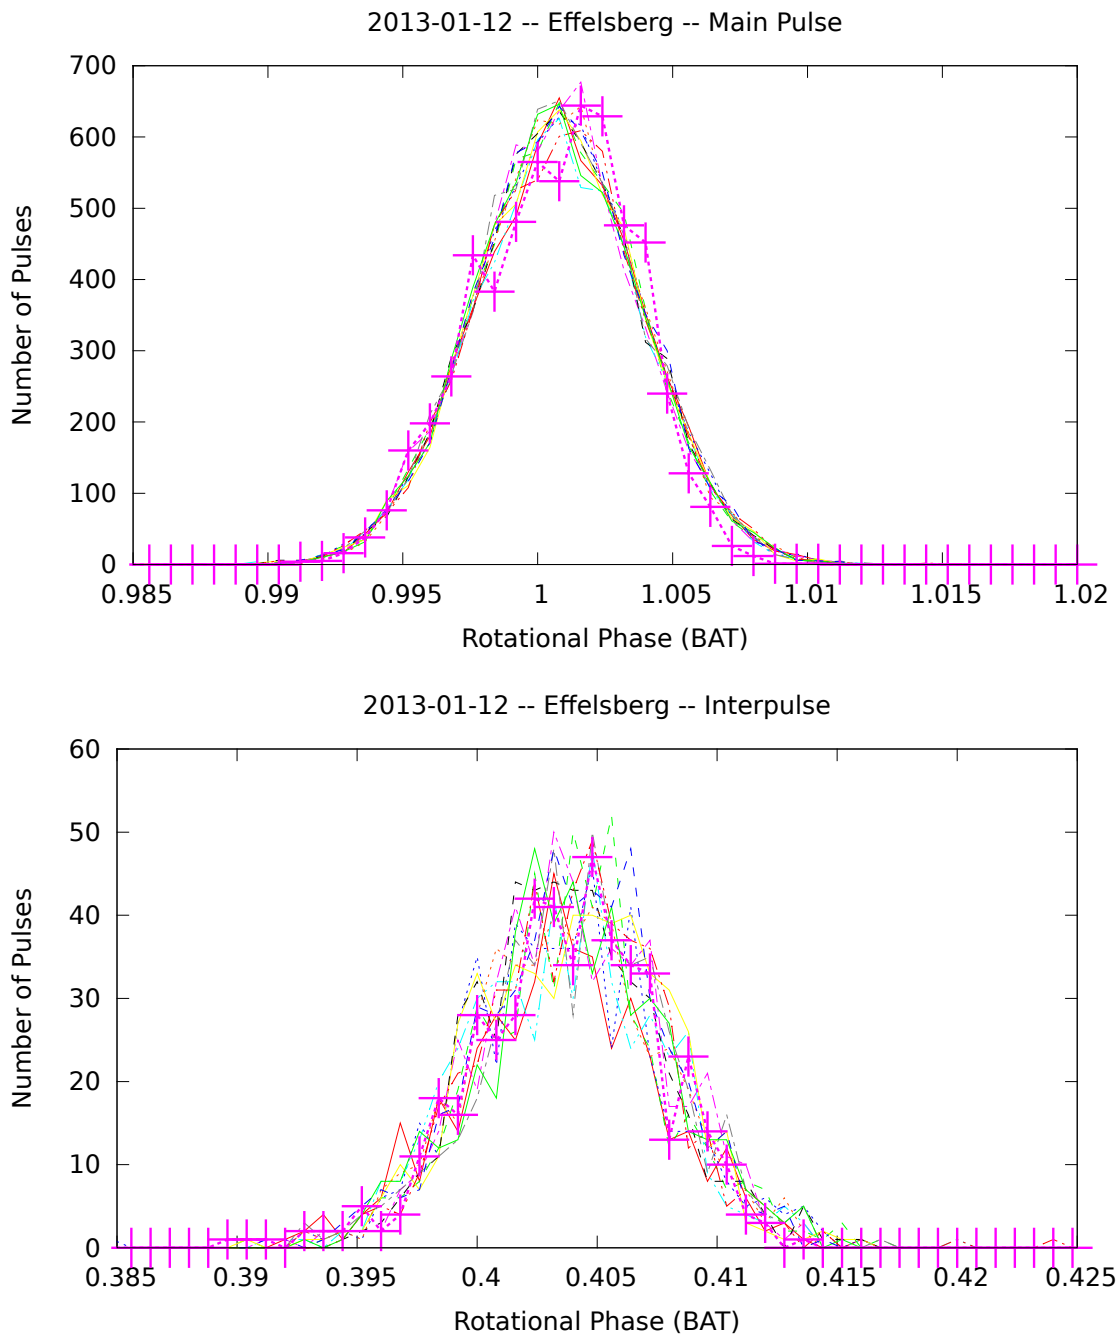 2013-01-12 -- Effelsberg -- Main Pulse
700
600
500
400
300
200
100
0
Number of Pulses
0.985 0.99 0.995 1 1.005 1.01 1.015 1.02
Rotational Phase (BAT)
2013-01-12 -- Effelsberg -- Interpulse
60
50
40
30
20
10
0
Number of Pulses
0.385 0.39 0.395 0.4 0.405 0.41 0.415 0.42 0.425
Rotational Phase (BAT)